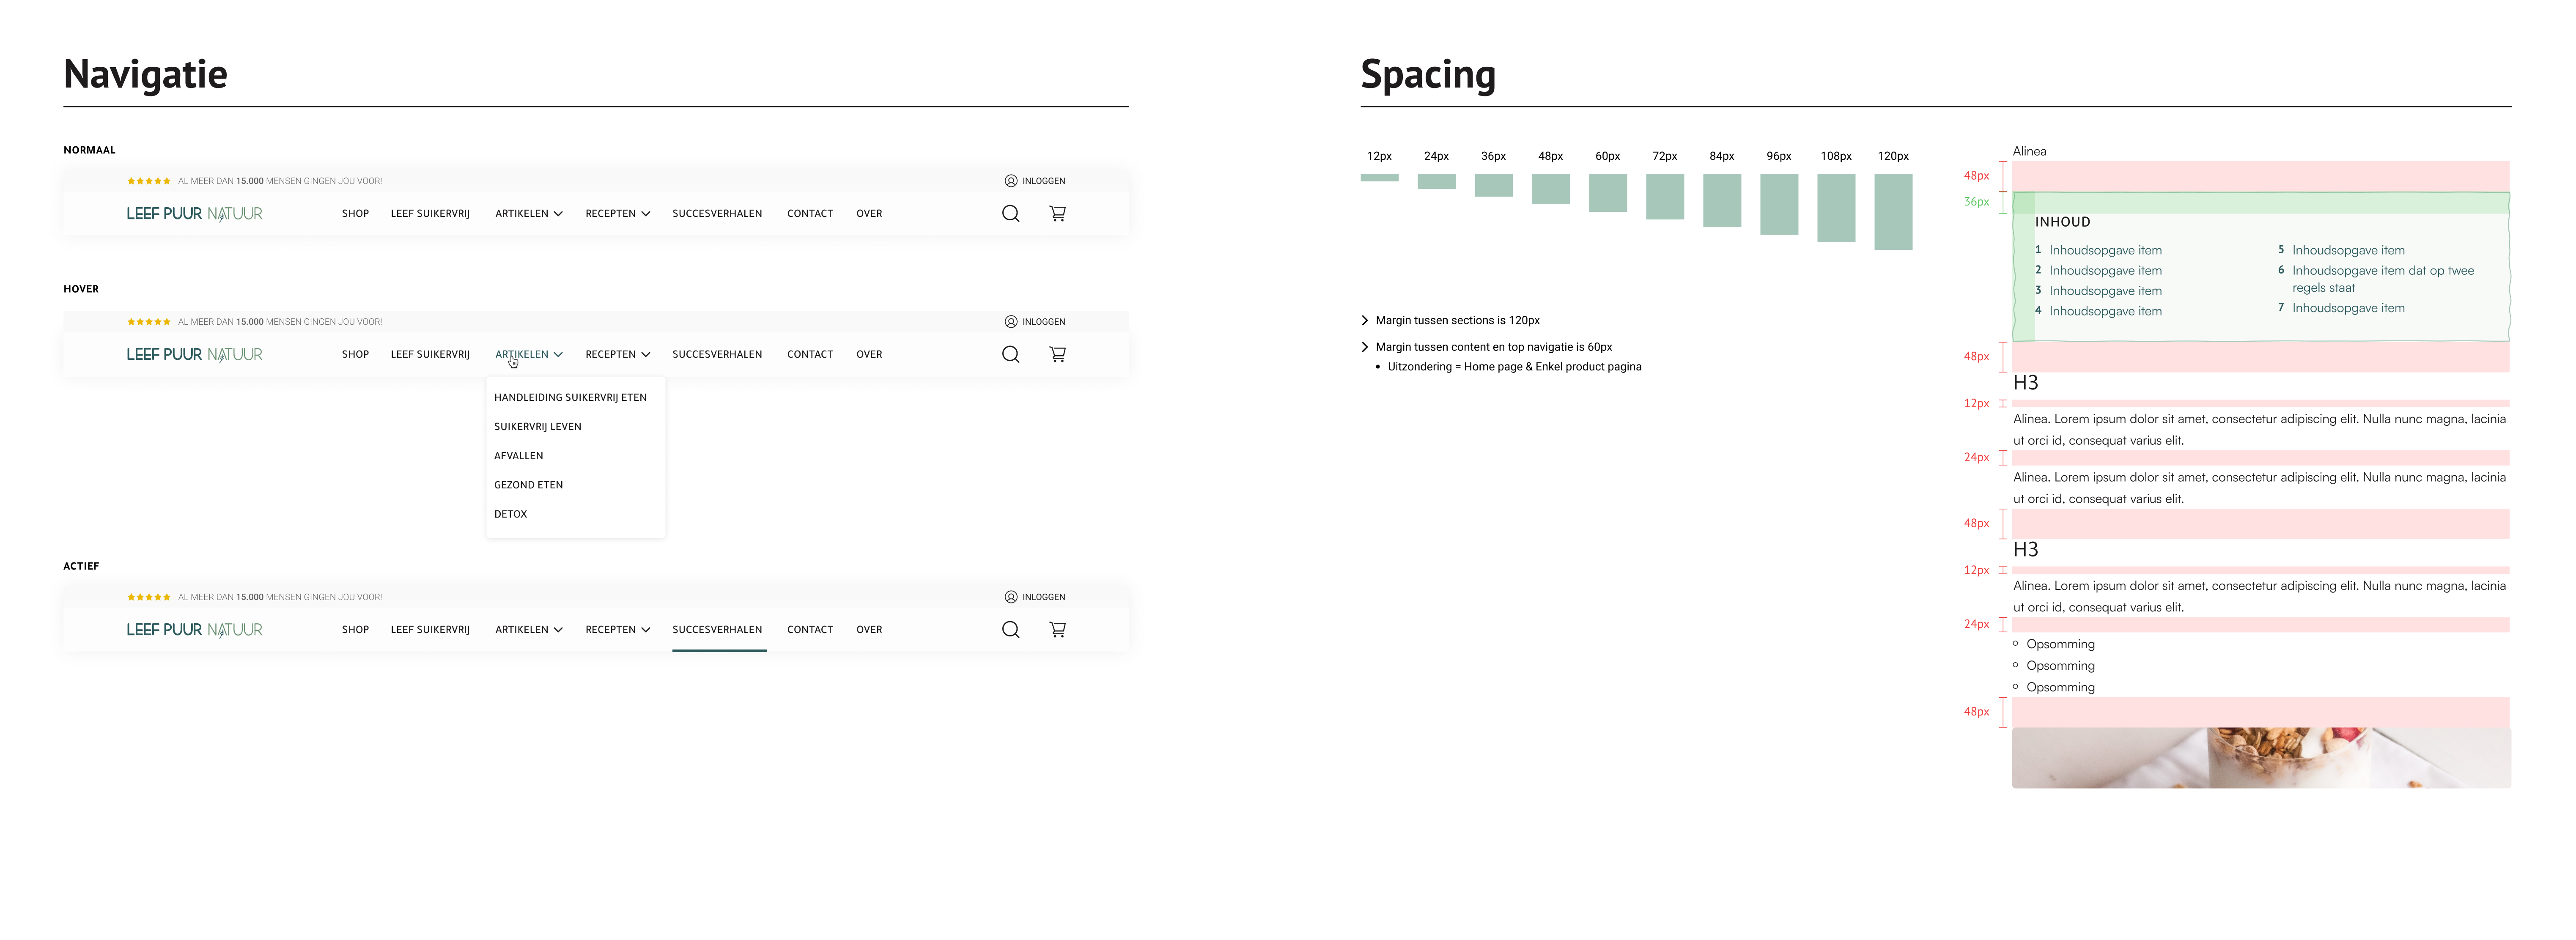 Navigatie
NORMAAL
AL MEER DAN 15.000 MENSEN GINGEN JOU VOOR!
INLOGGEN
LEEF PUUR NATUUR
SHOP
LEEF SUIKERVRIJ
ARTIKELEN
RECEPTEN
SUCCESVERHALEN
CONTACT
OVER
HOVER
AL MEER DAN 15.000 MENSEN GINGEN JOU VOOR!
INLOGGEN
LEEF PUUR NATUUR
SHOP
LEEF SUIKERVRIJ
ARTIKELEN
RECEPTEN
SUCCESVERHALEN
CONTACT
OVER
HANDLEIDING SUIKERVRIJ ETEN
SUIKERVRIJ LEVEN
AFVALLEN
GEZOND ETEN
DETOX
ACTIEF
AL MEER DAN 15.000 MENSEN GINGEN JOU VOOR!
INLOGGEN
LEEF PUUR NATUUR
SHOP
LEEF SUIKERVRIJ
ARTIKELEN
RECEPTEN
SUCCESVERHALEN
CONTACT
OVER
Spacing
12px
24px
36px
48px
60px
72px
84px
96px
108px
120px
Margin tussen sections is 120px
Margin tussen content en top navigatie is 60px
Uitzondering = Home page & Enkel product pagina
Alinea
48px
36px
INHOUD
1 Inhoudsopgave item
2 Inhoudsopgave item
3 Inhoudsopgave item
4 Inhoudsopgave item
5 Inhoudsopgave item
6 Inhoudsopgave item dat op twee
regels staat
7 Inhoudsopgave item
48px
H3
12px
Alinea. Lorem ipsum dolor sit amet, consectetur adipiscing elit. Nulla nunc magna, lacinia
ut orci id, consequat varius elit.
24px
Alinea. Lorem ipsum dolor sit amet, consectetur adipiscing elit. Nulla nunc magna, lacinia
ut orci id, consequat varius elit.
48px
H3
12px
Alinea. Lorem ipsum dolor sit amet, consectetur adipiscing elit. Nulla nunc magna, lacinia
ut orci id, consequat varius elit.
24px
Opsomming
Opsomming
Opsomming
48px